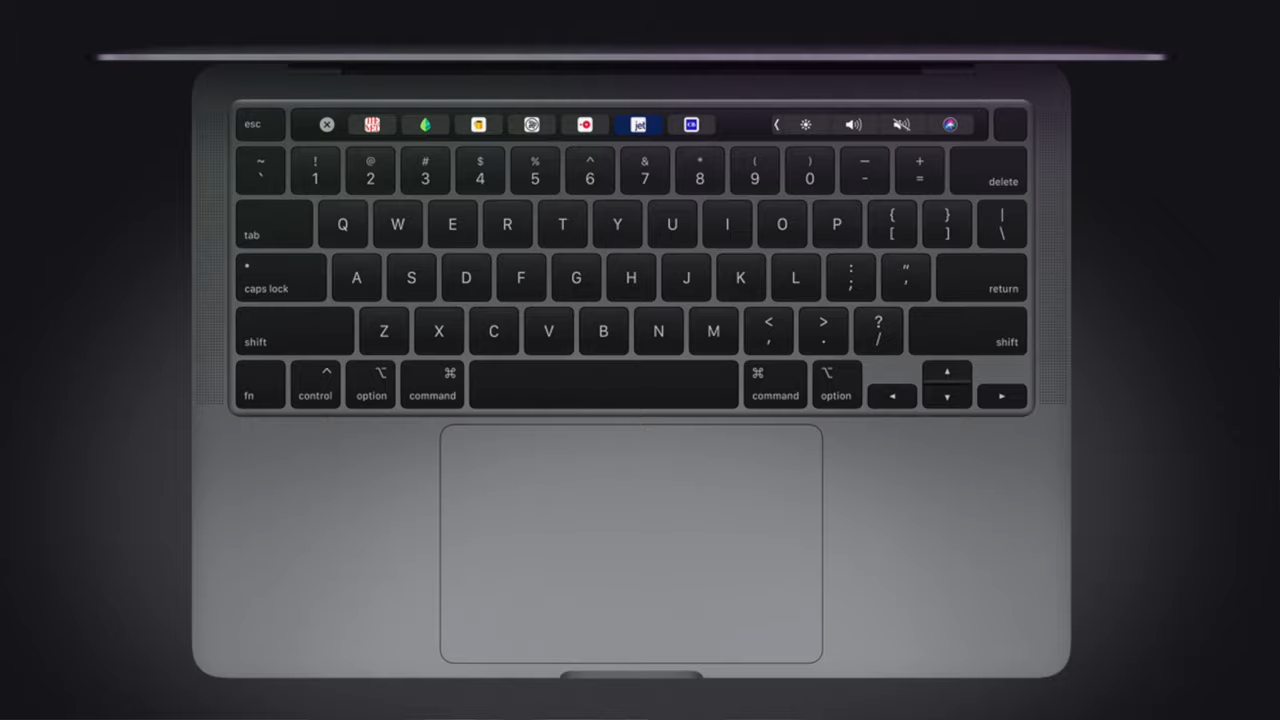 esc jet CB
~ ! @ # $ % ^ & * ( ) — +
` 1 2 3 4 5 6 7 8 9 0 - = delete
tab Q W E R T Y U I O P { [ } ] | \
caps lock A S D F G H J K L : ; " ' return
shift Z X C V B N M < , > . ? / shift
fn control option command command option